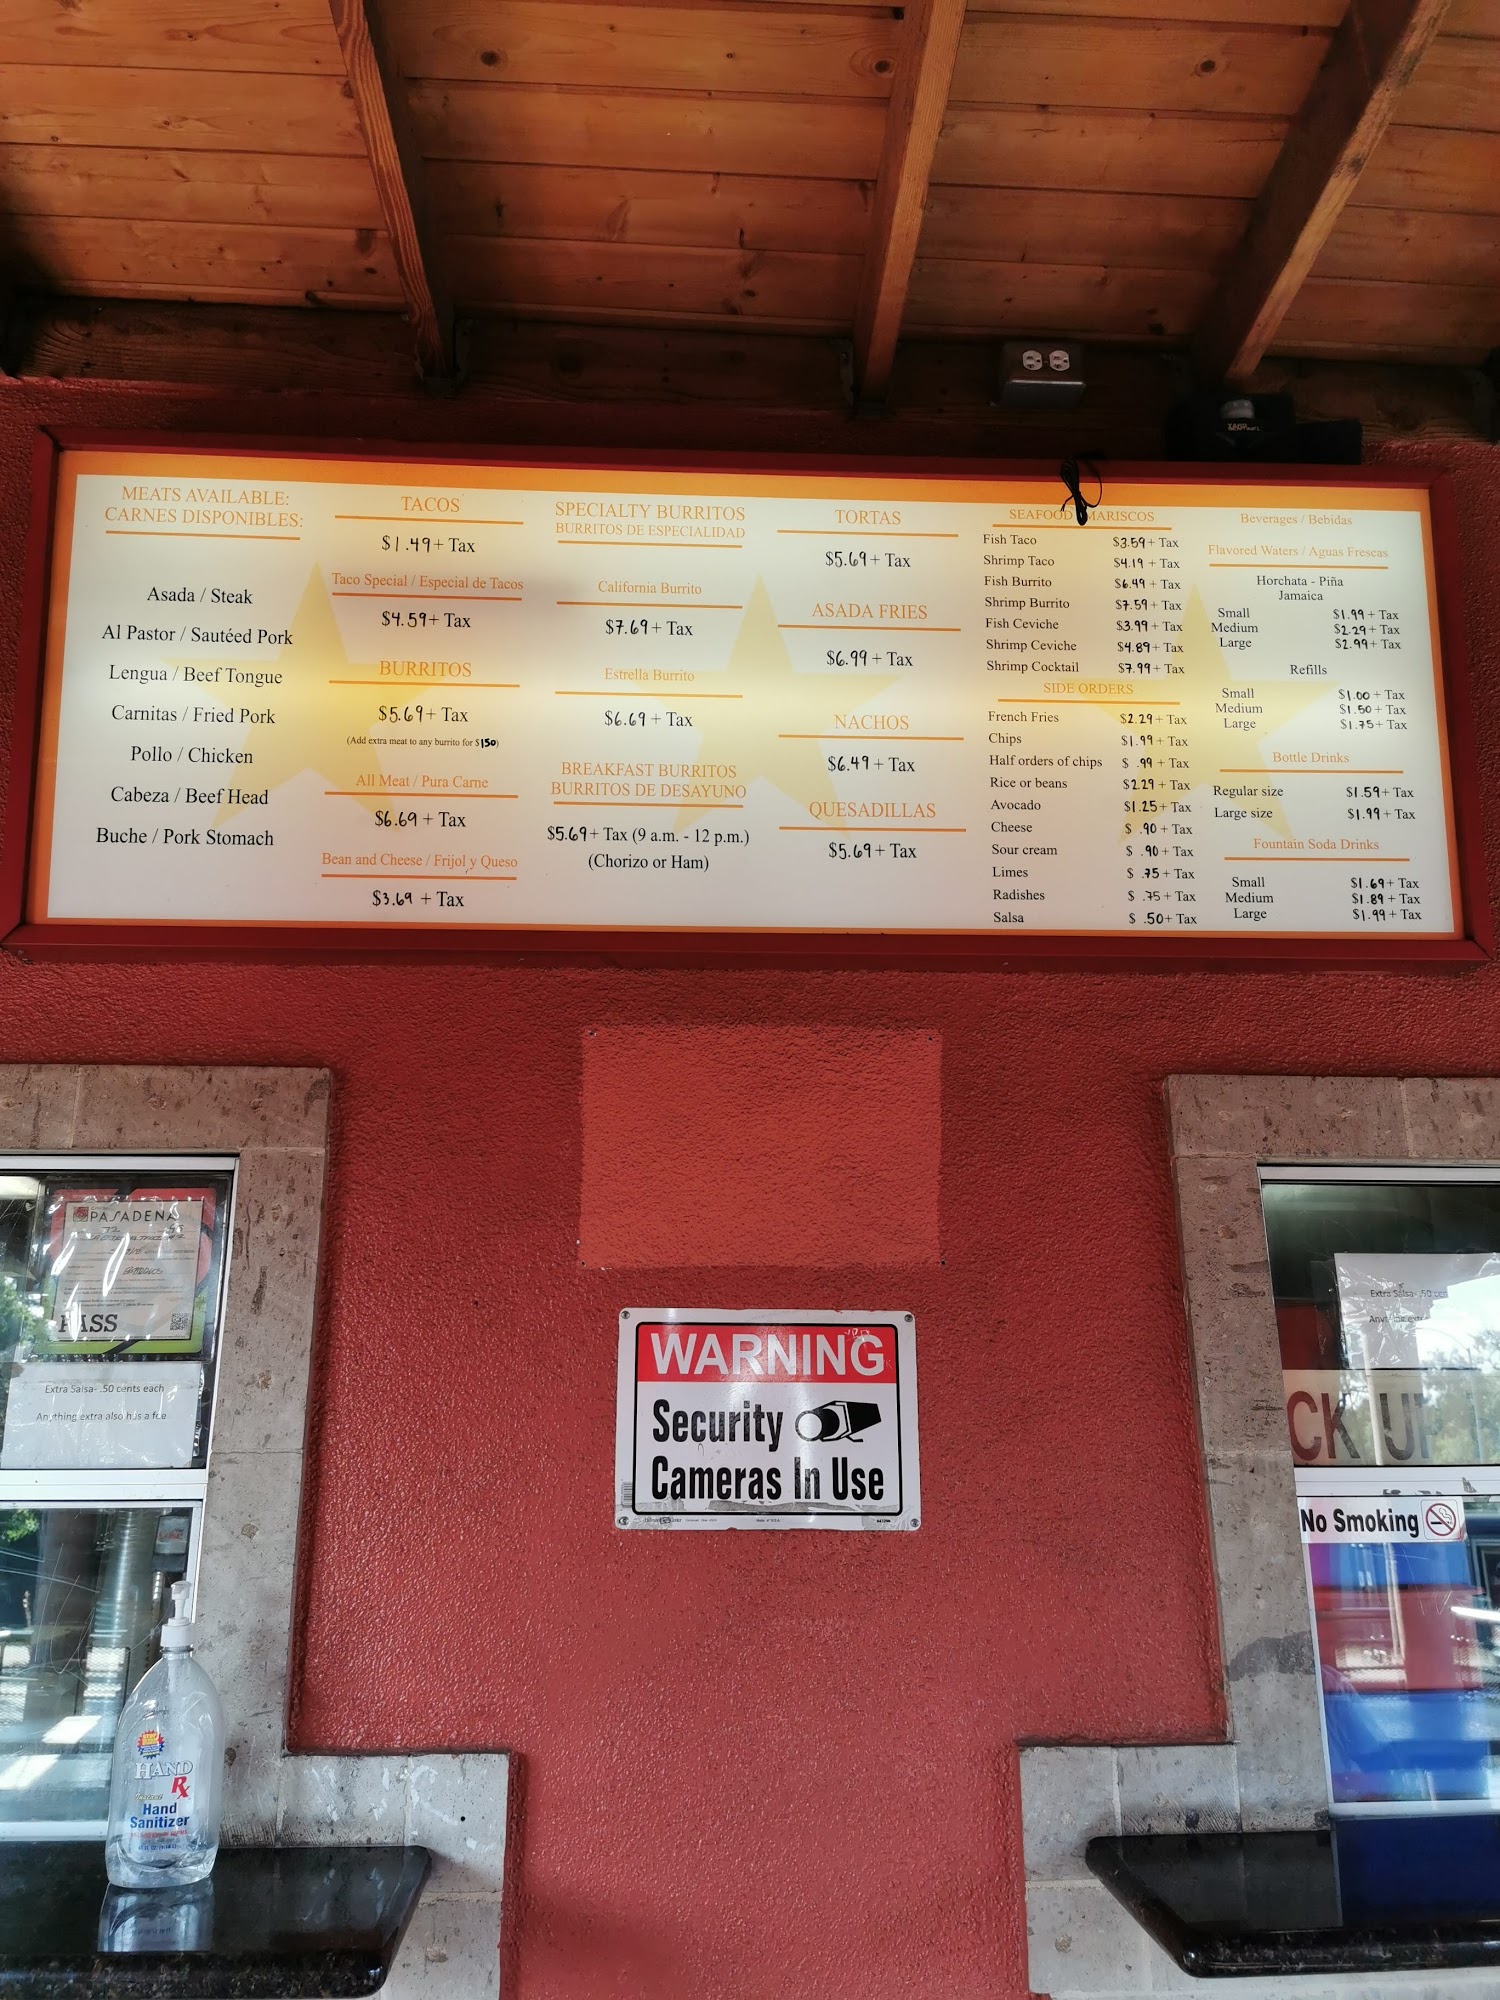 MEATS AVAILABLE:
CARNES DISPONIBLES:
Asada / Steak
Al Pastor / Sautéed Pork
Lengua / Beef Tongue
Carnitas / Fried Pork
Pollo / Chicken
Cabeza / Beef Head
Buche / Pork Stomach
TACOS
$1.49 + Tax
Taco Special / Especial de Tacos
$4.59 + Tax
BURRITOS
$5.69 + Tax
(Add extra meat to any burrito for $150)
All Meat / Pura Carne
$6.69 + Tax
Bean and Cheese / Frijol y Queso
$3.69 + Tax
SPECIALTY BURRITOS
BURRITOS DE ESPECIALIDAD
California Burrito
$7.69 + Tax
Estrella Burrito
$6.69 + Tax
BREAKFAST BURRITOS
BURRITOS DE DESAYUNO
$5.69 + Tax (9 a.m. - 12 p.m.)
(Chorizo or Ham)
TORTAS
$5.69 + Tax
ASADA FRIES
$6.99 + Tax
NACHOS
$6.49 + Tax
QUESADILLAS
$5.69 + Tax
SEAFOOD MARISCOS
Fish Taco $3.59 + Tax
Shrimp Taco $4.19 + Tax
Fish Burrito $6.49 + Tax
Shrimp Burrito $7.59 + Tax
Fish Ceviche $3.99 + Tax
Shrimp Ceviche $4.89 + Tax
Shrimp Cocktail $7.99 + Tax
SIDE ORDERS
French Fries $2.29 + Tax
Chips $1.99 + Tax
Half orders of chips $ .99 + Tax
Rice or beans $2.29 + Tax
Avocado $1.25 + Tax
Cheese $ .90 + Tax
Sour cream $ .90 + Tax
Limes $ .75 + Tax
Radishes $ .75 + Tax
Salsa $ .50 + Tax
Beverages / Bebidas
Flavored Waters / Aguas Frescas
Horchata - Piña
Jamaica
Small $1.99 + Tax
Medium $2.29 + Tax
Large $2.99 + Tax
Refills
Small $1.00 + Tax
Medium $1.50 + Tax
Large $1.75 + Tax
Bottle Drinks
Regular size $1.59 + Tax
Large size $1.99 + Tax
Fountain Soda Drinks
Small $1.69 + Tax
Medium $1.89 + Tax
Large $1.99 + Tax
PASADENA
PASS
Extra Salsa- .50 cents each
Anything extra also has a fee
WARNING
Security
Cameras In Use
Extra Salsa- .50 cen
CK UP
No Smoking
HAND
Rx
Instant
Hand
Sanitizer